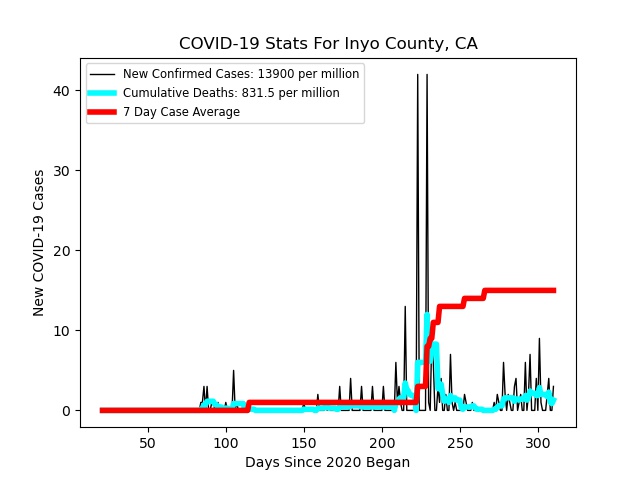 COVID-19 Stats For Inyo County, CA
New Confirmed Cases: 13900 per million
Cumulative Deaths: 831.5 per million
7 Day Case Average
New COVID-19 Cases
40
30
20
10
0
50 100 150 200 250 300
Days Since 2020 Began